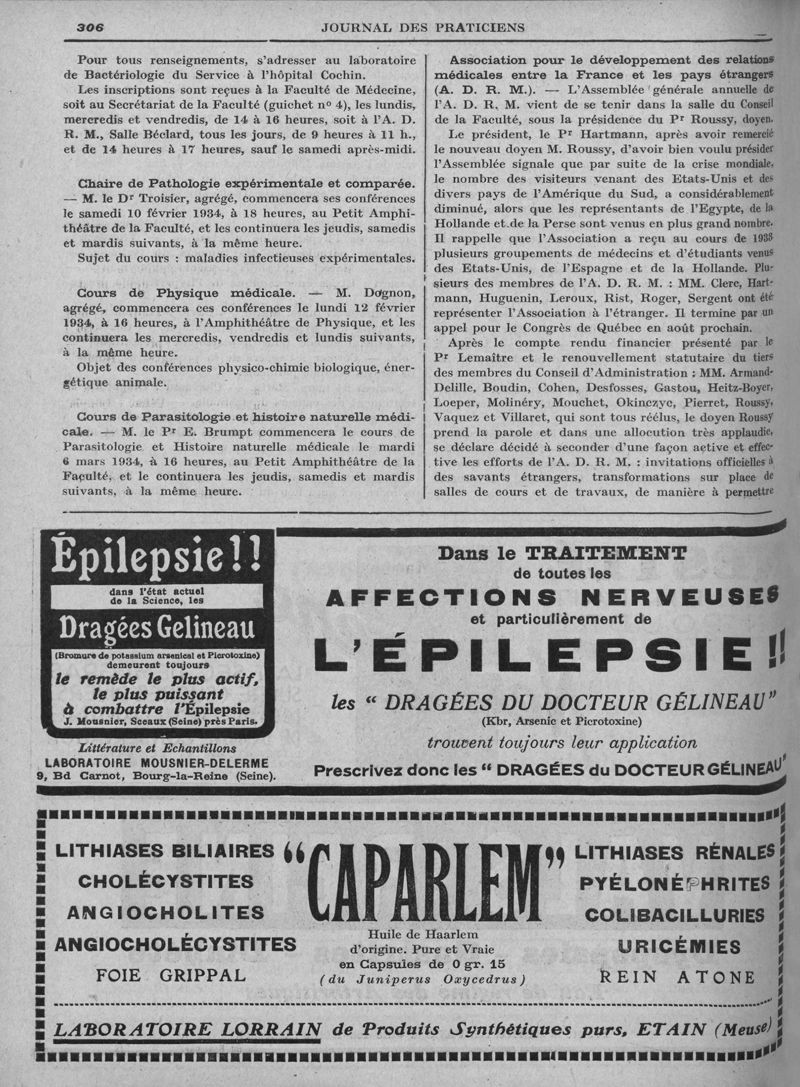 306
JOURNAL DES PRATICIENS
Pour tous renseignements, s'adresser au laboratoire
de Bactériologie du Service à l'hôpital Cochin.
Les inscriptions sont reçues à la Faculté de Médecine,
soit au Secrétariat de la Faculté (guichet nº 4), les lundis,
mercredis et vendredis, de 14 à 16 heures, soit à l'A. D.
R. M., Salle Béclard, tous les jours, de 9 heures à 11 h.,
et de 14 heures à 17 heures, sauf le samedi après-midi.
Chaire de Pathologie expérimentale et comparée.
— M. le Dr Troisier, agrégé, commencera ses conférences
le samedi 10 février 1934, à 18 heures, au Petit Amphi-
théâtre de la Faculté, et les continuera les jeudis, samedis
et mardis suivants, à la même heure.
Sujet du cours : maladies infectieuses expérimentales.
Cours de Physique médicale. — M. Dognon,
agrégé, commencera ces conférences le lundi 12 février
1934, à 16 heures, à l'Amphithéâtre de Physique, et les
continuera les mercredis, vendredis et lundis suivants,
à la même heure.
Objet des conférences physico-chimie biologique, éner-
gétique animale.
Cours de Parasitologie et histoire naturelle médi-
cale. — M. le Pr E. Brumpt commencera le cours de
Parasitologie et Histoire naturelle médicale le mardi
6 mars 1934, à 16 heures, au Petit Amphithéâtre de la
Faculté, et le continuera les jeudis, samedis et mardis
suivants, à la même heure.
Association pour le développement des relations
médicales entre la France et les pays étrangers
(A. D. R. M.). — L'Assemblée générale annuelle de
l'A. D. R. M. vient de se tenir dans la salle du Conseil
de la Faculté, sous la présidence du Pr Roussy, doyen.
Le président, le Pr Hartmann, après avoir remercié
le nouveau doyen M. Roussy, d'avoir bien voulu présider
l'Assemblée signale que par suite de la crise mondiale,
le nombre des visiteurs venant des Etats-Unis et des
divers pays de l'Amérique du Sud, a considérablement
diminué, alors que les représentants de l'Egypte, de la
Hollande et de la Perse sont venus en plus grand nombre.
Il rappelle que l'Association a reçu au cours de 1933
plusieurs groupements de médecins et d'étudiants venus
des Etats-Unis, de l'Espagne et de la Hollande. Plu-
sieurs des membres de l'A. D. R. M. : MM. Clerc, Hart-
mann, Huguenin, Leroux, Rist, Roger, Sergent ont été
représenter l'Association à l'étranger. Il termine par un
appel pour le Congrès de Québec en août prochain.
Après le compte rendu financier présenté par le
Pr Lemaître et le renouvellement statutaire du tiers
des membres du Conseil d'Administration : MM. Armand-
Delille, Boudin, Cohen, Desfosses, Gastou, Heitz-Boyer,
Loeper, Molinéry, Mouchet, Okinczyc, Pierret, Roussy,
Vaquez et Villaret, qui sont tous réélus, le doyen Roussy
prend la parole et dans une allocution très applaudie,
se déclare décidé à seconder d'une façon active et effec-
tive les efforts de l'A. D. R. M. : invitations officielles à
des savants étrangers, transformations sur place de
salles de cours et de travaux, de manière à permettre
Épilepsie!!
dans l'état actuel
de la Science, les
Dragées Gelineau
(Bromure de potassium arsenical et Picrotoxine)
demeurent toujours
le remède le plus actif,
le plus puissant
à combattre l'Épilepsie
J. Mousnier, Sceaux (Seine) près Paris.
Littérature et Echantillons
LABORATOIRE MOUSNIER-DELERME
9, Bd Carnot, Bourg-la-Reine (Seine).
Dans le TRAITEMENT
de toutes les
AFFECTIONS NERVEUSES
et particulièrement de
L'ÉPILEPSIE!!
les “ DRAGÉES DU DOCTEUR GÉLINEAU”
(Kbr, Arsenic et Picrotoxine)
trouvent toujours leur application
Prescrivez donc les “ DRAGÉES du DOCTEUR GÉLINEAU”
LITHIASES BILIAIRES
CHOLÉCYSTITES
ANGIOCHOLITES
ANGIOCHOLÉCYSTITES
FOIE GRIPPAL
“CAPARLEM”
Huile de Haarlem
d'origine. Pure et Vraie
en Capsules de 0 gr. 15
(du Juniperus Oxycedrus)
LITHIASES RÉNALES
PYÉLONÉPHRITES
COLIBACILLURIES
URICÉMIES
REIN ATONE
LABORATOIRE LORRAIN de Produits Synthétiques purs, ETAIN (Meuse)